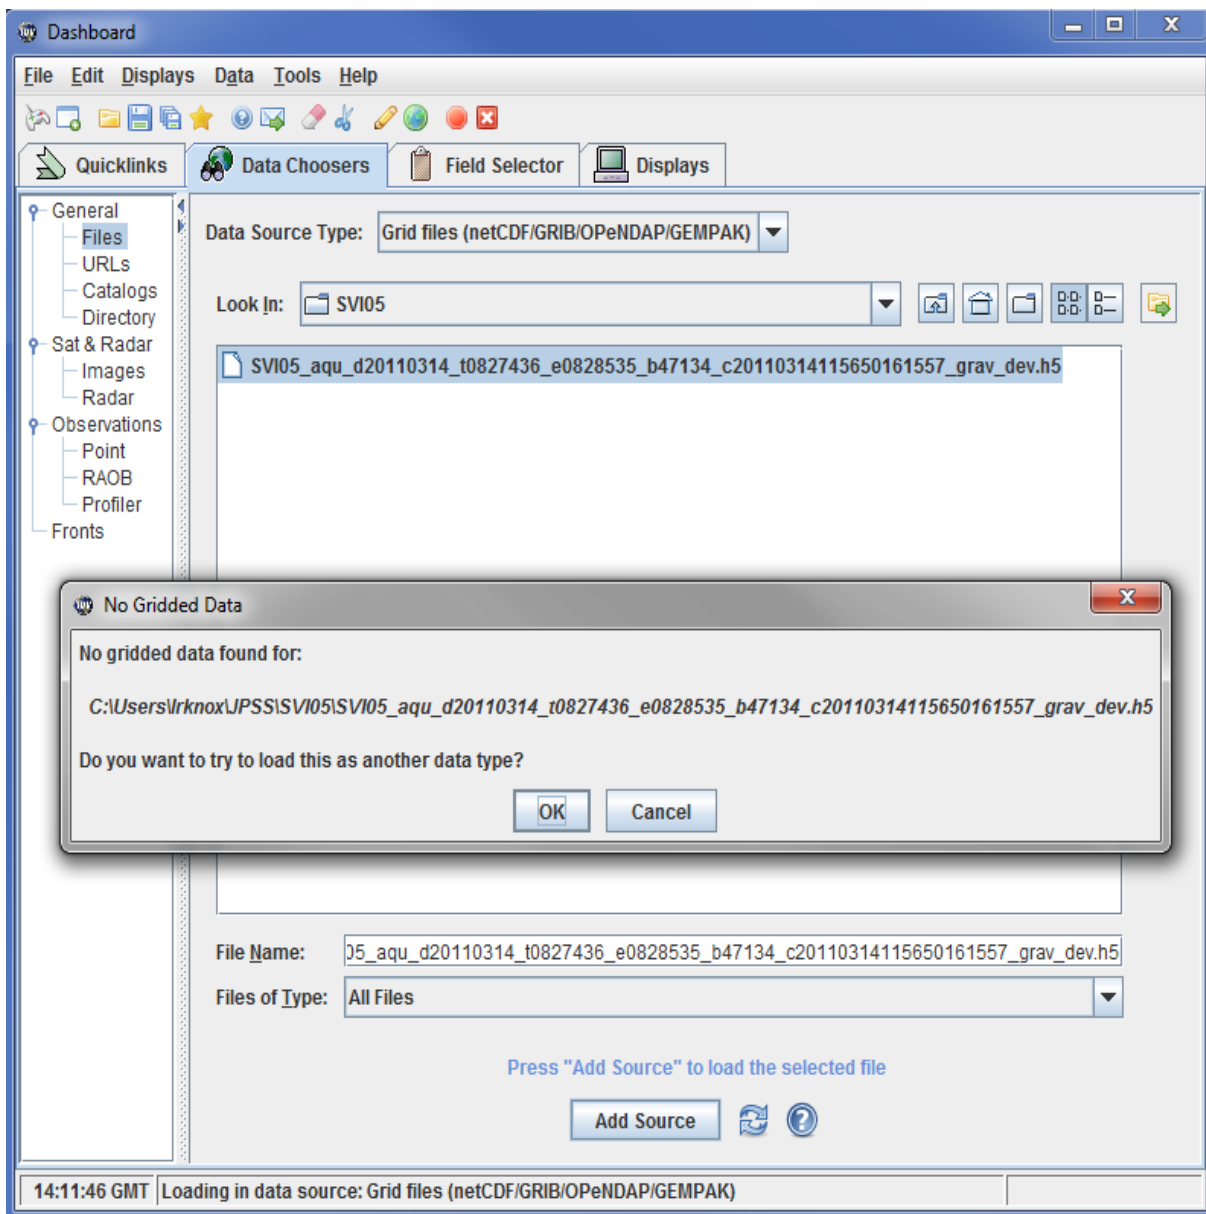 Dashboard
File Edit Displays Data Tools Help
Quicklinks Data Choosers Field Selector Displays
General
Files
URLs
Catalogs
Directory
Sat & Radar
Images
Radar
Observations
Point
RAOB
Profiler
Fronts
Data Source Type: Grid files (netCDF/GRIB/OPeNDAP/GEMPAK)
Look In: SVI05
SVI05_aqu_d20110314_t0827436_e0828535_b47134_c20110314115650161557_grav_dev.h5
No Gridded Data
No gridded data found for:
C:\Users\lrknox\JPSS\SVI05\SVI05_aqu_d20110314_t0827436_e0828535_b47134_c20110314115650161557_grav_dev.h5
Do you want to try to load this as another data type?
OK Cancel
File Name: 05_aqu_d20110314_t0827436_e0828535_b47134_c20110314115650161557_grav_dev.h5
Files of Type: All Files
Press "Add Source" to load the selected file
Add Source
14:11:46 GMT Loading in data source: Grid files (netCDF/GRIB/OPeNDAP/GEMPAK)